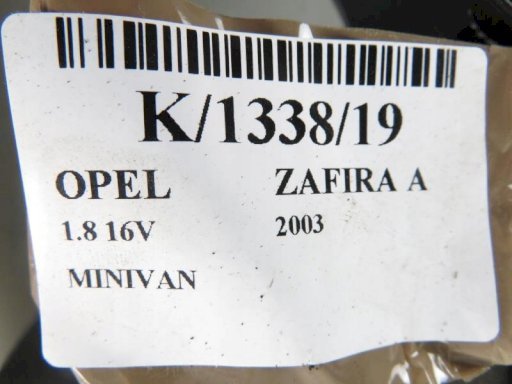 K/1338/19
OPEL ZAFIRA A
1.8 16V 2003
MINIVAN